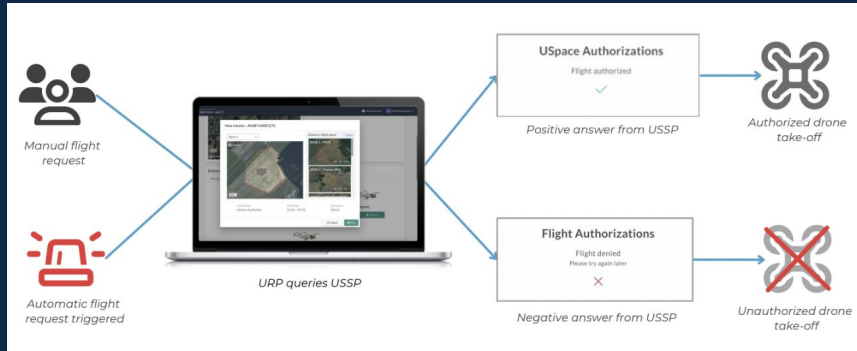 Manual flight
request
Automatic flight
request triggered
New mission
URP queries USSP
USpace Authorizations
Flight authorized
Positive answer from USSP
Authorized drone
take-off
Flight Authorizations
Flight denied
Please try again later
Negative answer from USSP
Unauthorized drone
take-off